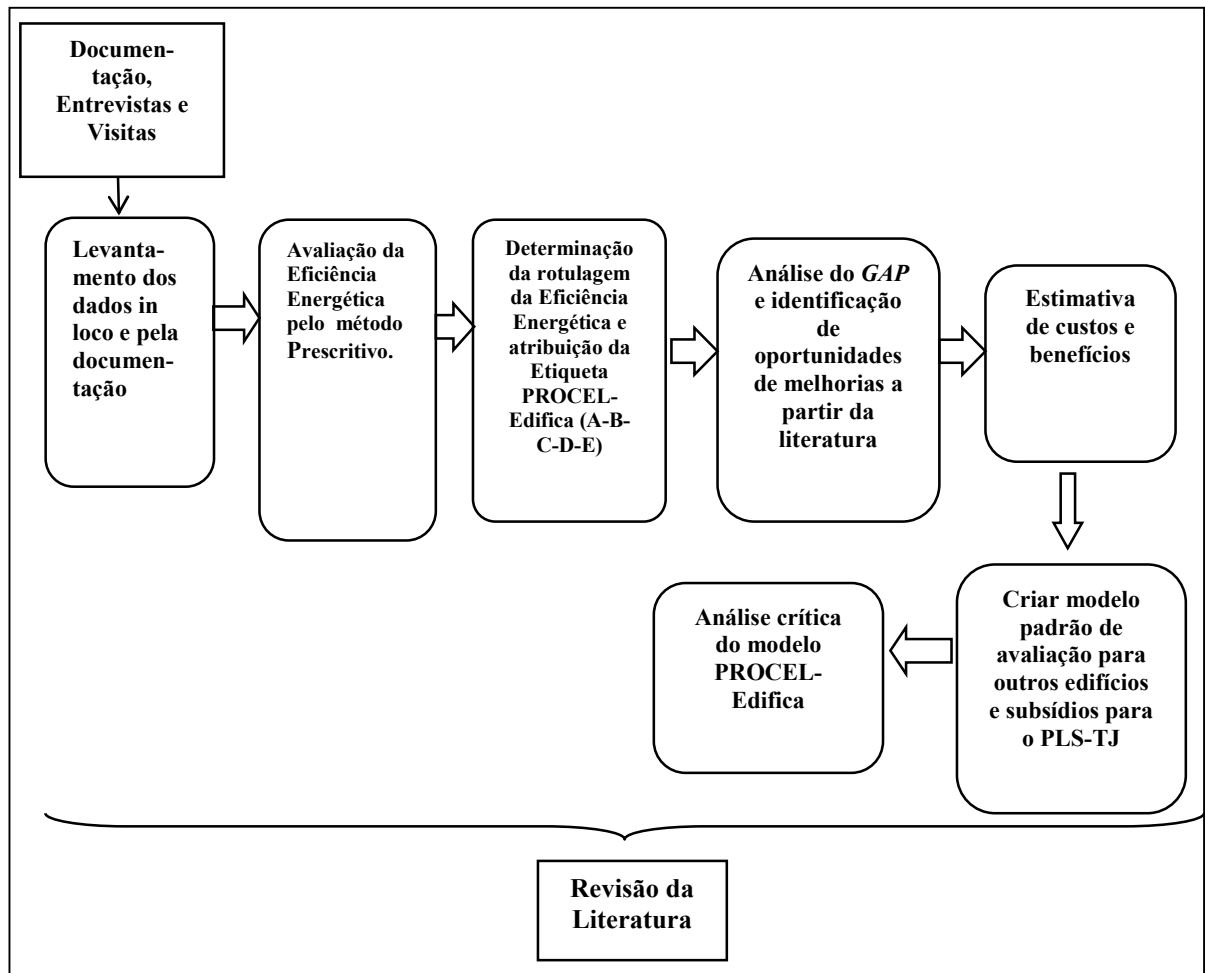 Documen-
tação,
Entrevistas e
Visitas
Levanta-
mento dos
dados in
loco e pela
documen-
tação
Avaliação da
Eficiência
Energética
pelo método
Prescritivo.
Determinação
da rotulagem
da Eficiência
Energética e
atribuição da
Etiqueta
PROCEL-
Edifica (A-B-
C-D-E)
Análise do GAP
e identificação
de
oportunidades
de melhorias a
partir da
literatura
Estimativa
de custos e
benefícios
Criar modelo
padrão de
avaliação para
outros edifícios
e subsídios para
o PLS-TJ
Análise crítica
do modelo
PROCEL-
Edifica
Revisão da
Literatura